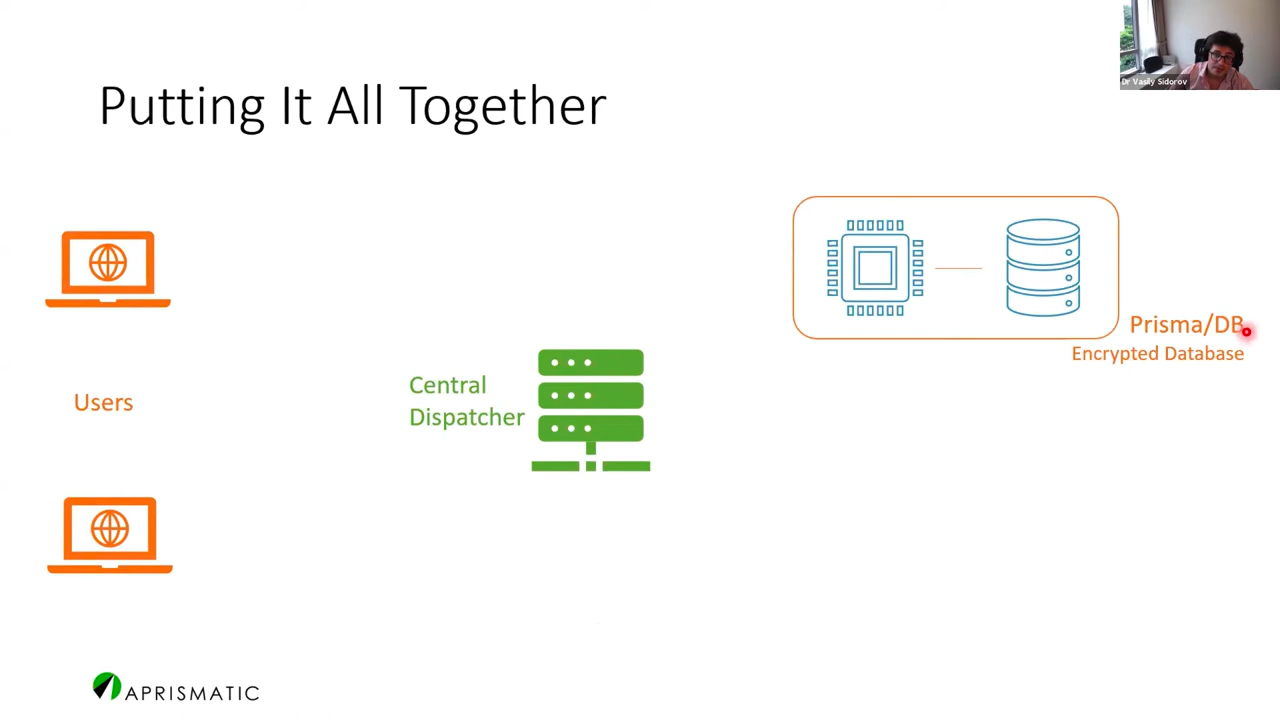 Dr Vasily Sidorov
Putting It All Together
Prisma/DB
Encrypted Database
Central
Dispatcher
Users
APRISMATIC